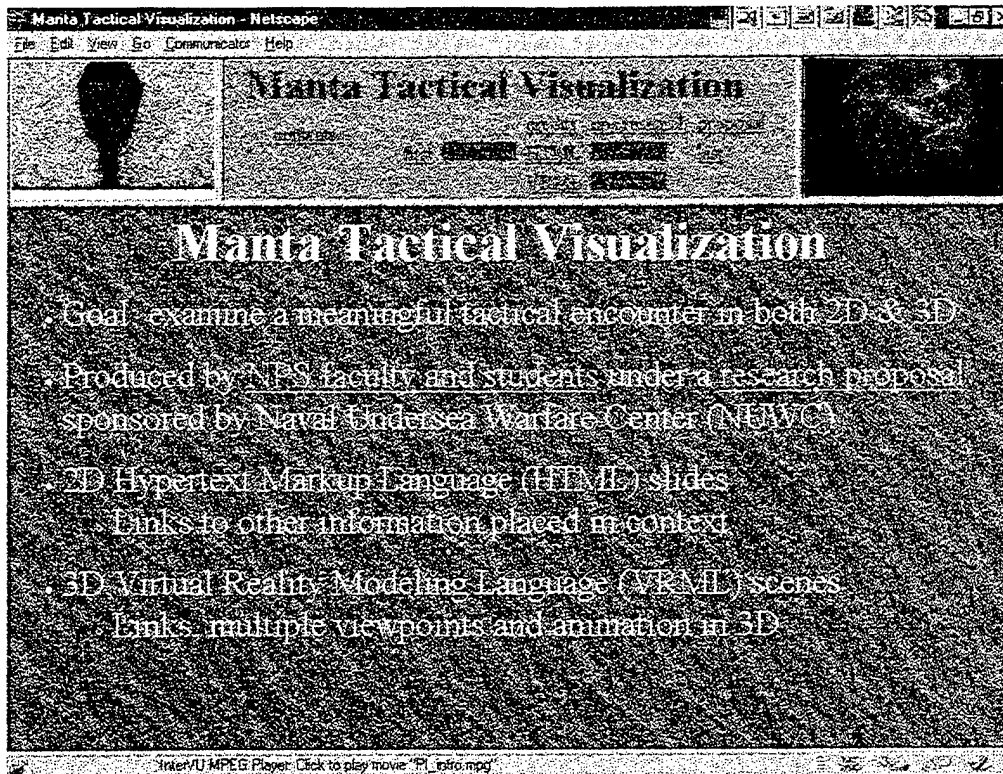 Manta Tactical Visualization - Netscape
File Edit View Go Communicator Help
Manta Tactical Visualization
Manta Tactical Visualization
• Goal: examine a meaningful tactical encounter in both 2D & 3D
• Produced by NPS faculty and students under a research proposal
sponsored by Naval Undersea Warfare Center (NUWC)
• 2D Hypertext Markup Language (HTML) slides
Links to other information placed in context
• 3D Virtual Reality Modeling Language (VRML) scenes
Links, multiple viewpoints and animation in 3D
InterVU MPEG Player: Click to play movie "PI_intro.mpg"